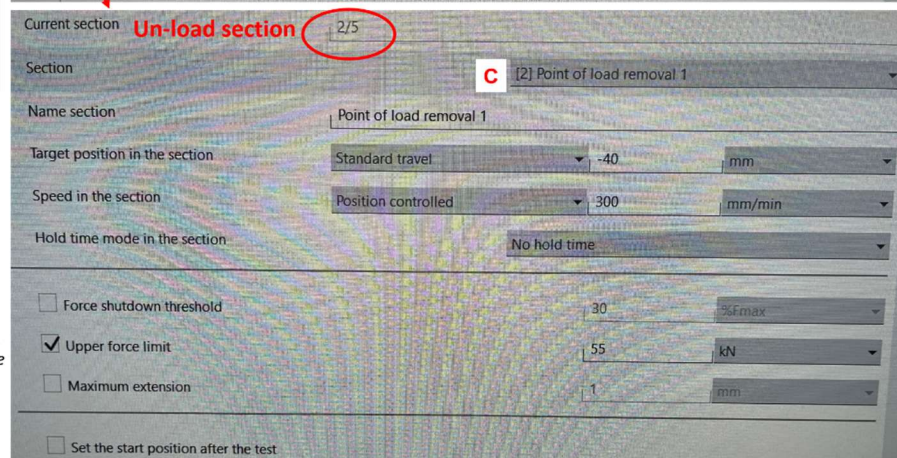 Current section Un-load section 2/5
Section C [2] Point of load removal 1
Name section Point of load removal 1
Target position in the section Standard travel -40 mm
Speed in the section Position controlled 300 mm/min
Hold time mode in the section No hold time
Force shutdown threshold 30 %Fmax
Upper force limit 55 kN
e
Maximum extension 1 mm
Set the start position after the test